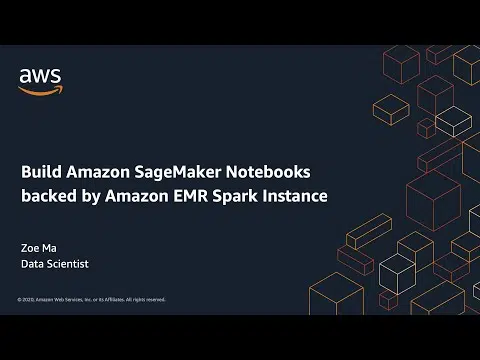 aws
Build Amazon SageMaker Notebooks
backed by Amazon EMR Spark Instance
Zoe Ma
Data Scientist
© 2020, Amazon Web Services, Inc. or its Affiliates. All rights reserved.